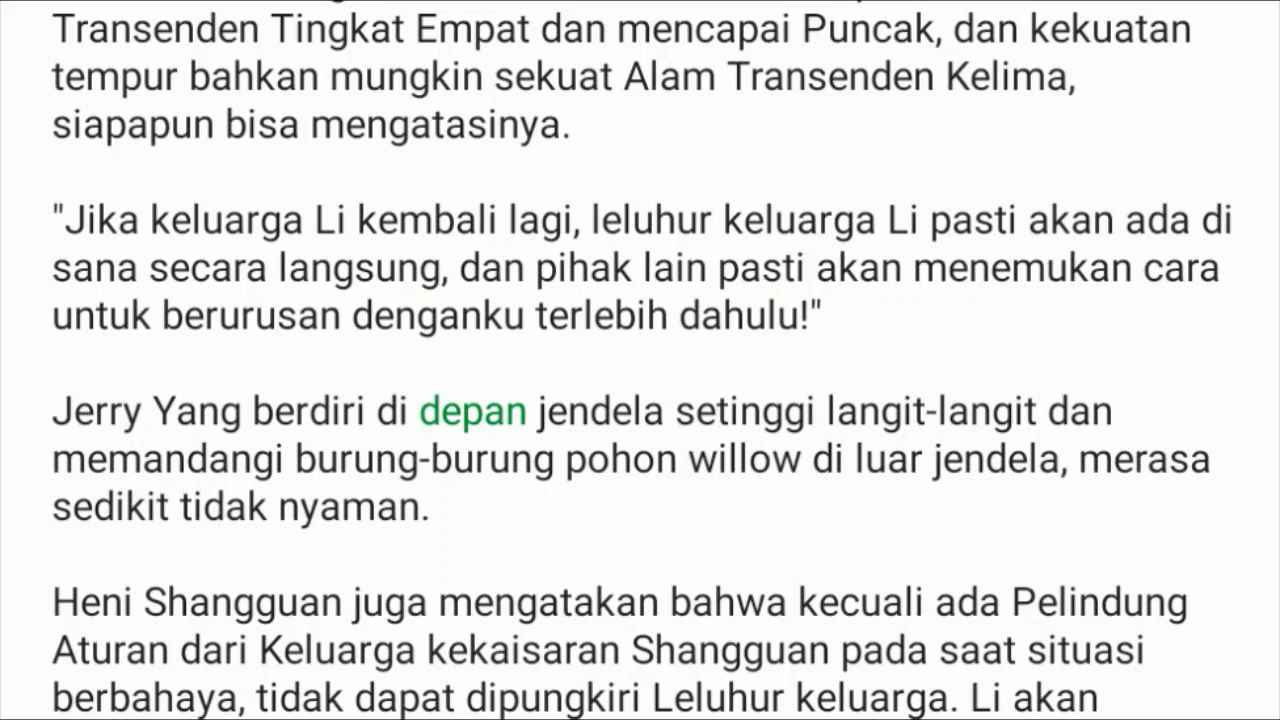 Transenden Tingkat Empat dan mencapai Puncak, dan kekuatan
tempur bahkan mungkin sekuat Alam Transenden Kelima,
siapapun bisa mengatasinya.
"Jika keluarga Li kembali lagi, leluhur keluarga Li pasti akan ada di
sana secara langsung, dan pihak lain pasti akan menemukan cara
untuk berurusan denganku terlebih dahulu!"
Jerry Yang berdiri di depan jendela setinggi langit-langit dan
memandangi burung-burung pohon willow di luar jendela, merasa
sedikit tidak nyaman.
Heni Shangguan juga mengatakan bahwa kecuali ada Pelindung
Aturan dari Keluarga kekaisaran Shangguan pada saat situasi
berbahaya, tidak dapat dipungkiri Leluhur keluarga. Li akan